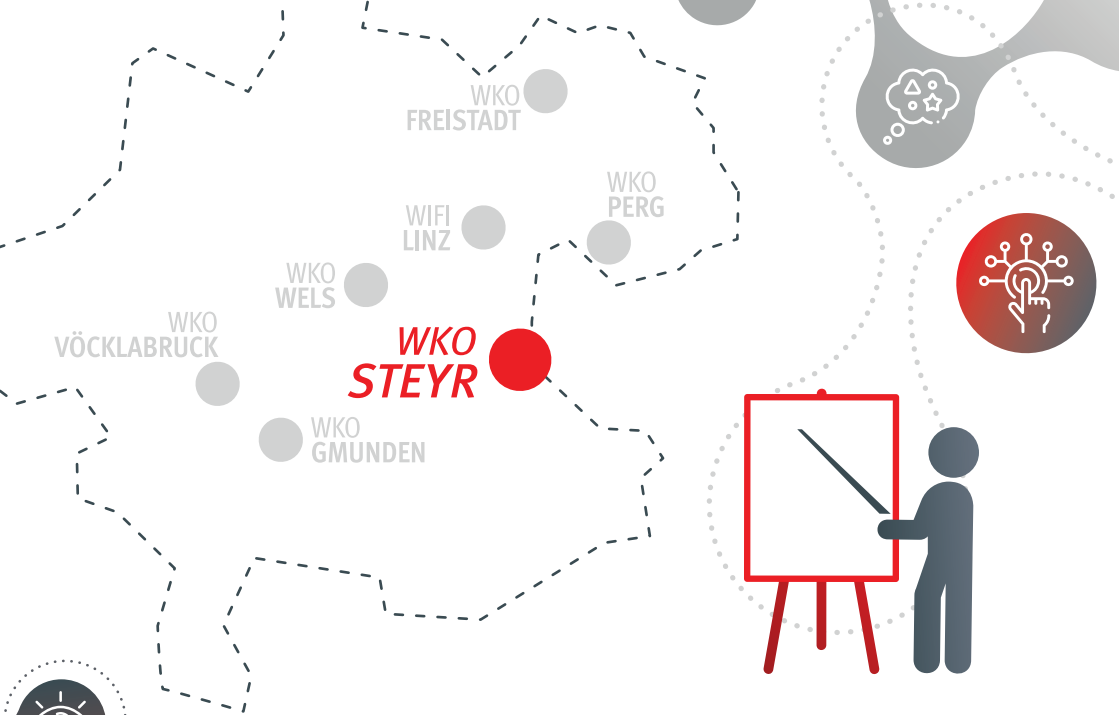 WKO
FREISTADT
WKO
PERG
WIFI
LINZ
WKO
WELS
WKO
VÖCKLABRUCK
WKO
STEYR
WKO
GMUNDEN